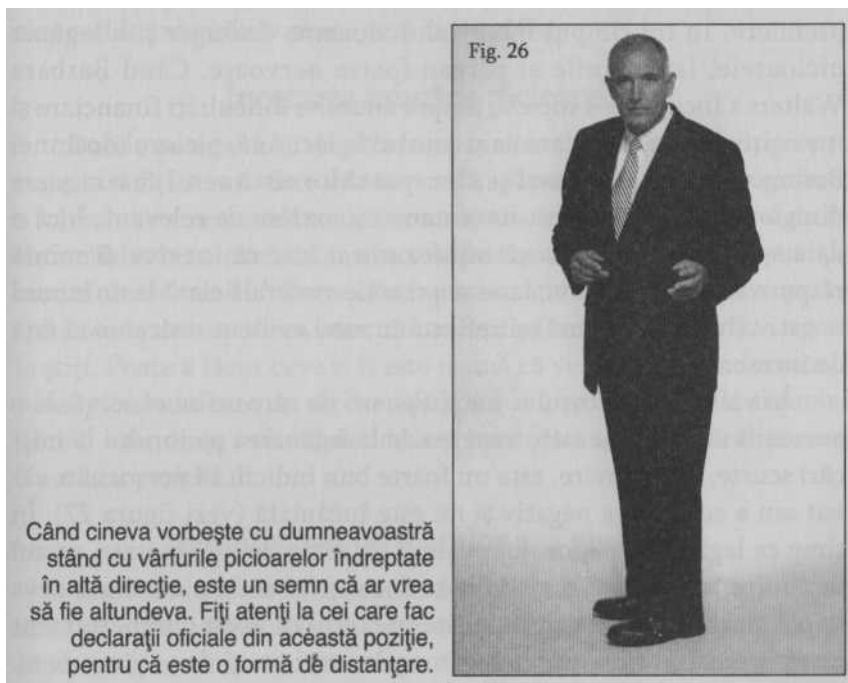 Fig. 26
Când cineva vorbeşte cu dumneavoastră
stând cu vârfurile picioarelor îndreptate
în altă direcţie, este un semn că ar vrea
să fie altundeva. Fiţi atenţi la cei care fac
declaraţii oficiale din această poziţie,
pentru că este o formă de distanţare.